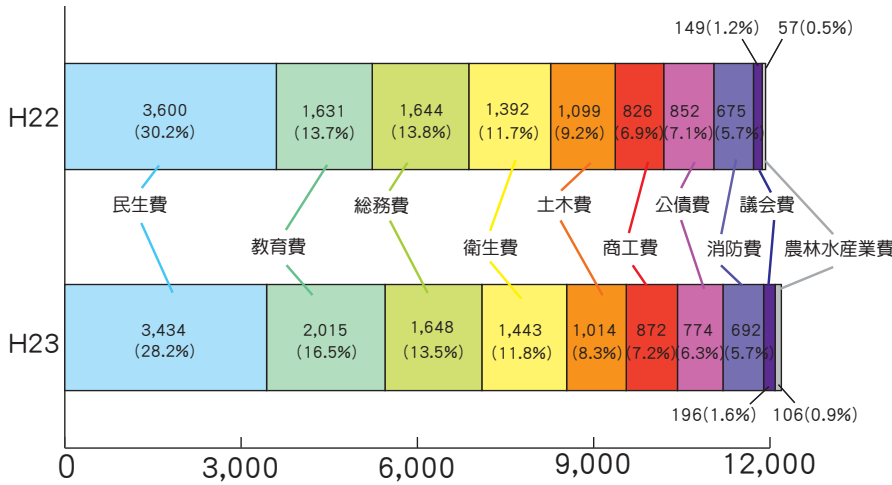 149(1.2%) 57(0.5%)
H22
3,600
(30.2%)
1,631
(13.7%)
1,644
(13.8%)
1,392
(11.7%)
1,099
(9.2%)
826
(6.9%)
852
(7.1%)
675
(5.7%)
民生費
教育費
総務費
衛生費
土木費
商工費
公債費
消防費
議会費
農林水産業費
H23
3,434
(28.2%)
2,015
(16.5%)
1,648
(13.5%)
1,443
(11.8%)
1,014
(8.3%)
872
(7.2%)
774
(6.3%)
692
(5.7%)
196(1.6%) 106(0.9%)
0 3,000 6,000 9,000 12,000